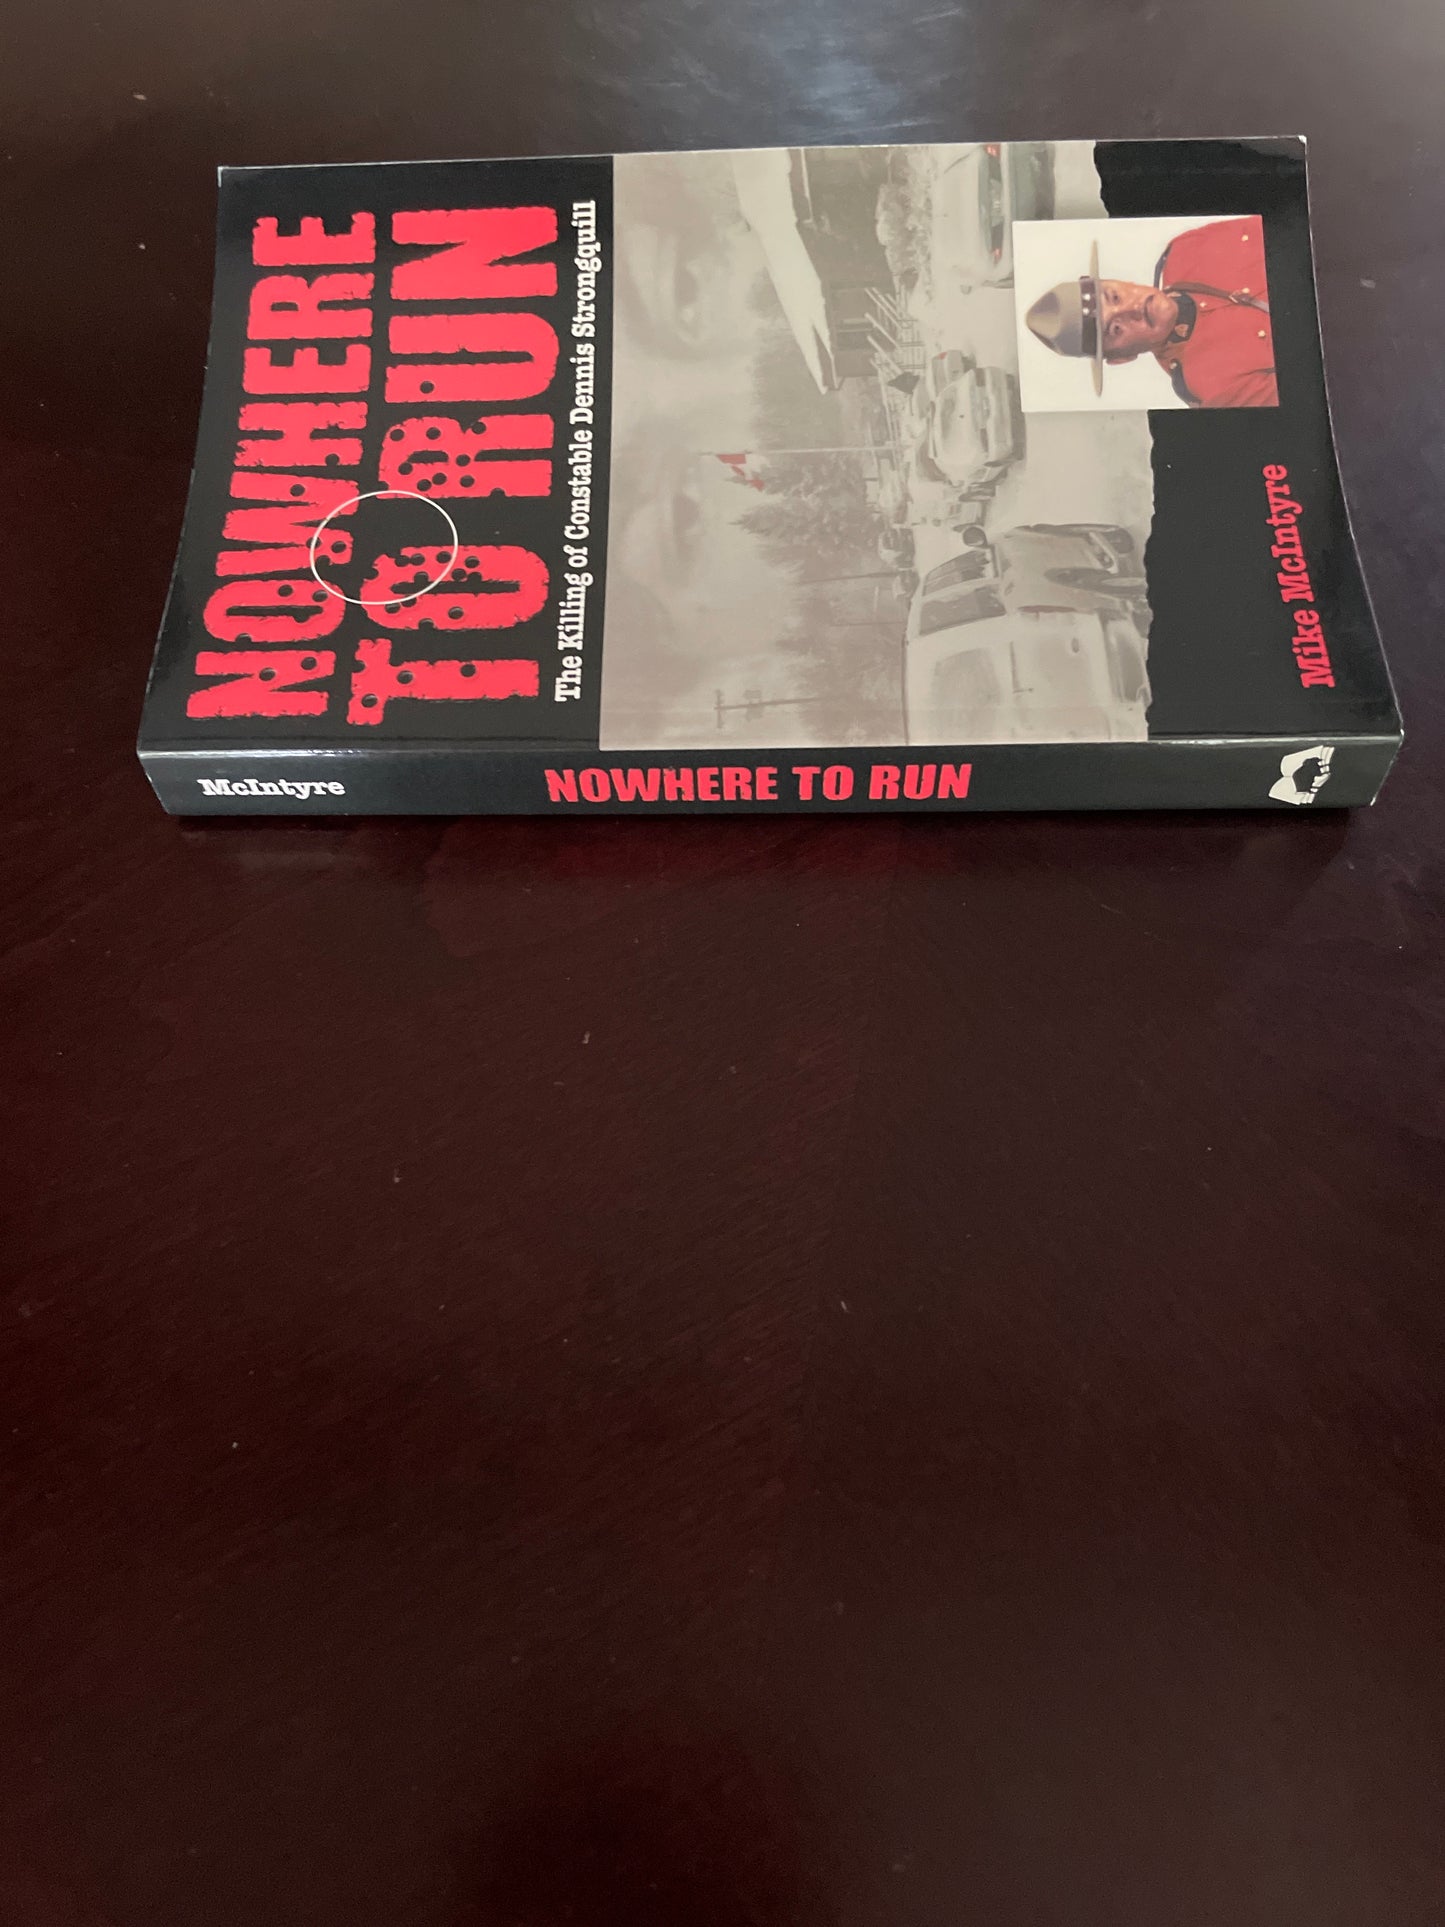 NOWHERE
TO RUN
The Killing of Constable Dennis Strongquill
Mike McIntyre
McIntyre
NOWHERE TO RUN